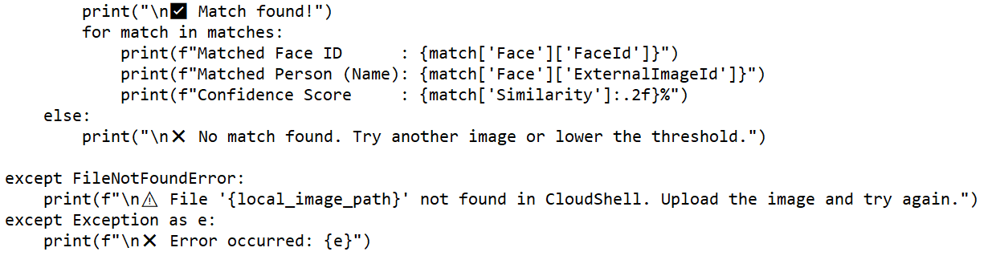 print("\n✅ Match found!")
        for match in matches:
            print(f"Matched Face ID      : {match['Face']['FaceId']}")
            print(f"Matched Person (Name): {match['Face']['ExternalImageId']}")
            print(f"Confidence Score     : {match['Similarity']:.2f}%")
    else:
        print("\n❌ No match found. Try another image or lower the threshold.")

except FileNotFoundError:
    print(f"\n⚠ File '{local_image_path}' not found in CloudShell. Upload the image and try again.")
except Exception as e:
    print(f"\n❌ Error occurred: {e}")